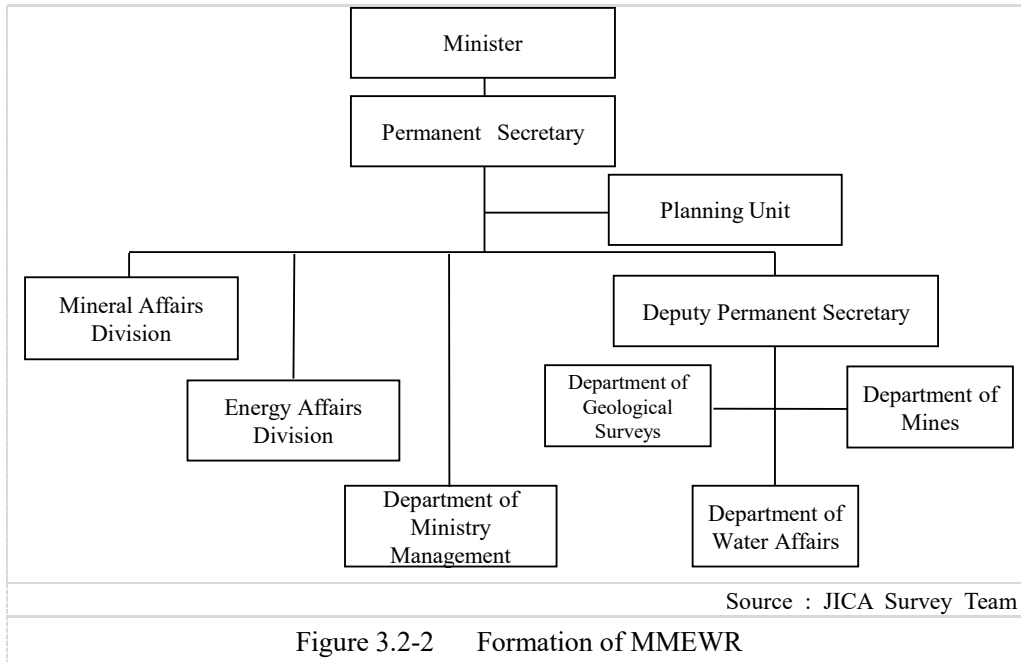 Minister
Permanent Secretary
Planning Unit
Mineral Affairs
Division
Deputy Permanent Secretary
Energy Affairs
Division
Department of
Geological
Surveys
Department of
Mines
Department of
Ministry
Management
Department of
Water Affairs
Source : JICA Survey Team
Figure 3.2-2 Formation of MMEWR